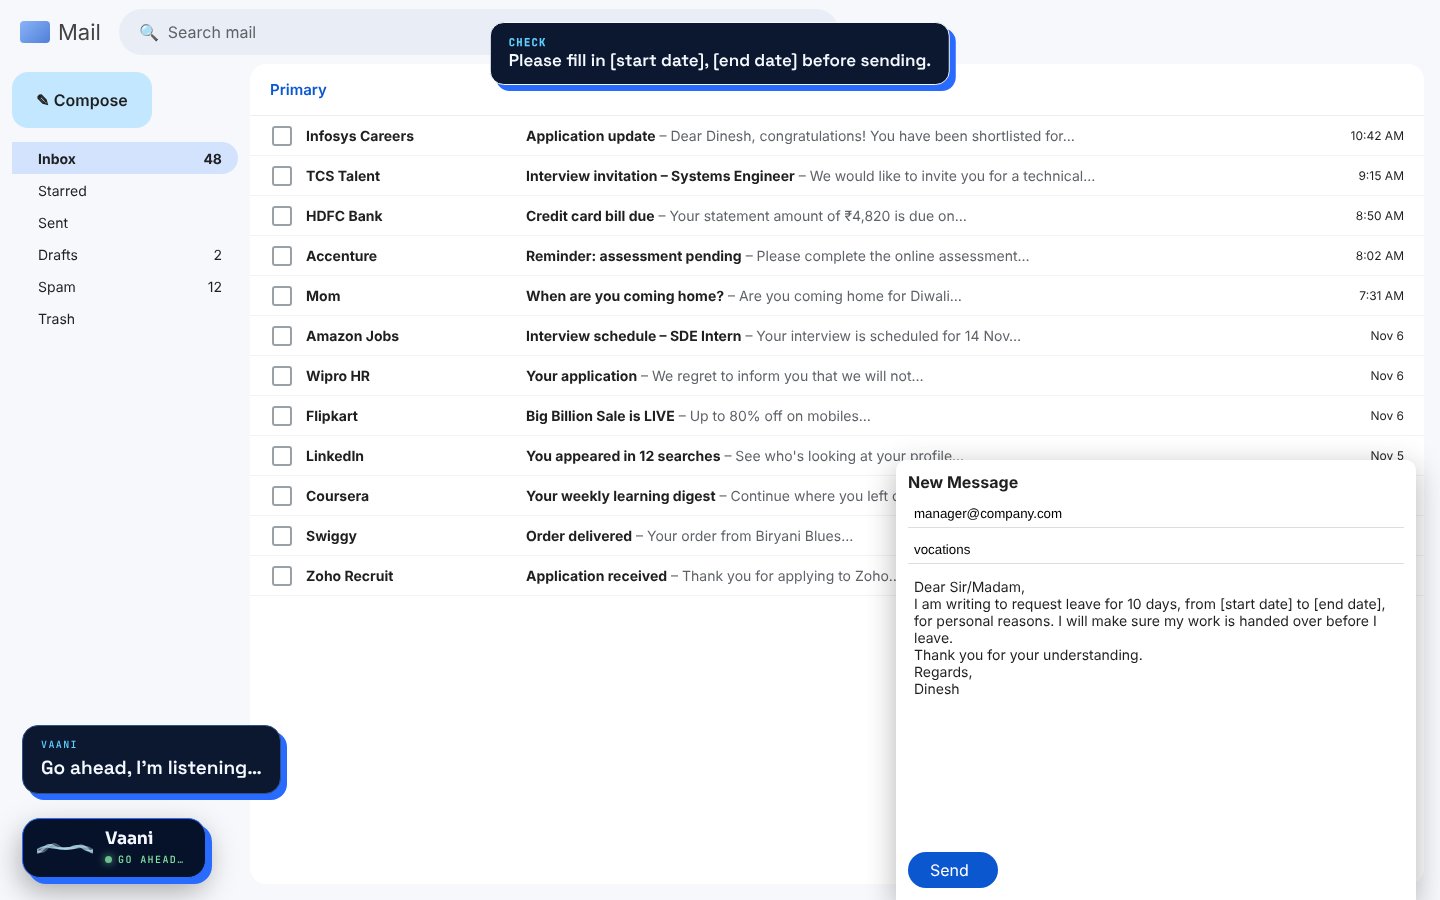 Mail
🔍 Search mail
CHECK
Please fill in [start date], [end date] before sending.
✎ Compose
Inbox 48
Starred
Sent
Drafts 2
Spam 12
Trash
Primary
Infosys Careers Application update – Dear Dinesh, congratulations! You have been shortlisted for... 10:42 AM
TCS Talent Interview invitation – Systems Engineer – We would like to invite you for a technical... 9:15 AM
HDFC Bank Credit card bill due – Your statement amount of ₹4,820 is due on... 8:50 AM
Accenture Reminder: assessment pending – Please complete the online assessment... 8:02 AM
Mom When are you coming home? – Are you coming home for Diwali... 7:31 AM
Amazon Jobs Interview schedule – SDE Intern – Your interview is scheduled for 14 Nov... Nov 6
Wipro HR Your application – We regret to inform you that we will not... Nov 6
Flipkart Big Billion Sale is LIVE – Up to 80% off on mobiles... Nov 6
LinkedIn You appeared in 12 searches – See who's looking at your profile... Nov 5
Coursera Your weekly learning digest – Continue where you left
Swiggy Order delivered – Your order from Biryani Blues...
Zoho Recruit Application received – Thank you for applying to Zoho..
New Message
manager@company.com
vocations
Dear Sir/Madam,
I am writing to request leave for 10 days, from [start date] to [end date],
for personal reasons. I will make sure my work is handed over before I
leave.
Thank you for your understanding.
Regards,
Dinesh
Send
VAANI
Go ahead, I'm listening...
Vaani
GO AHEAD…